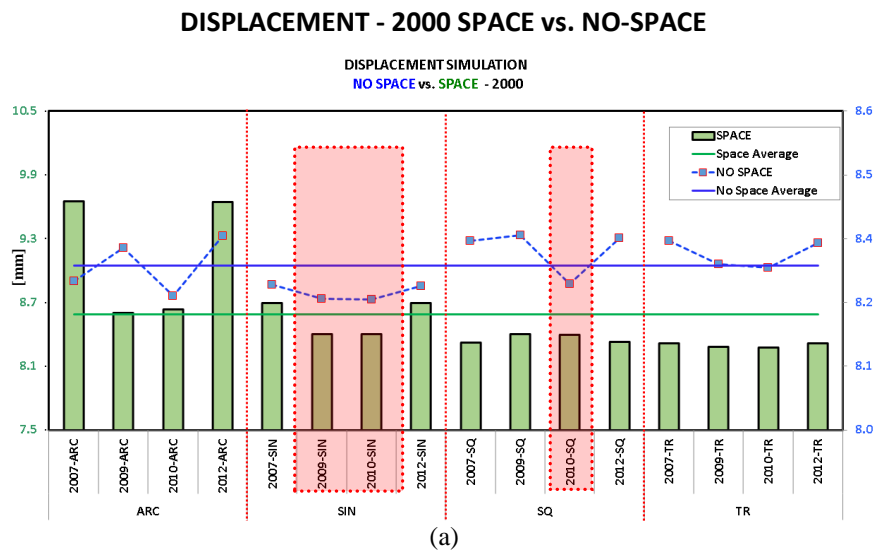 DISPLACEMENT - 2000 SPACE vs. NO-SPACE
DISPLACEMENT SIMULATION
NO SPACE vs. SPACE - 2000
10.5
9.9
9.3
8.7
8.1
7.5
[mm]
8.6
8.5
8.4
8.2
8.1
8.0
SPACE
Space Average
NO SPACE
No Space Average
2007-ARC
2009-ARC
2010-ARC
2012-ARC
2007-SIN
2009-SIN
2010-SIN
2012-SIN
2007-SQ
2009-SQ
2010-SQ
2012-SQ
2007-TR
2009-TR
2010-TR
2012-TR
ARC
SIN
SQ
TR
(a)